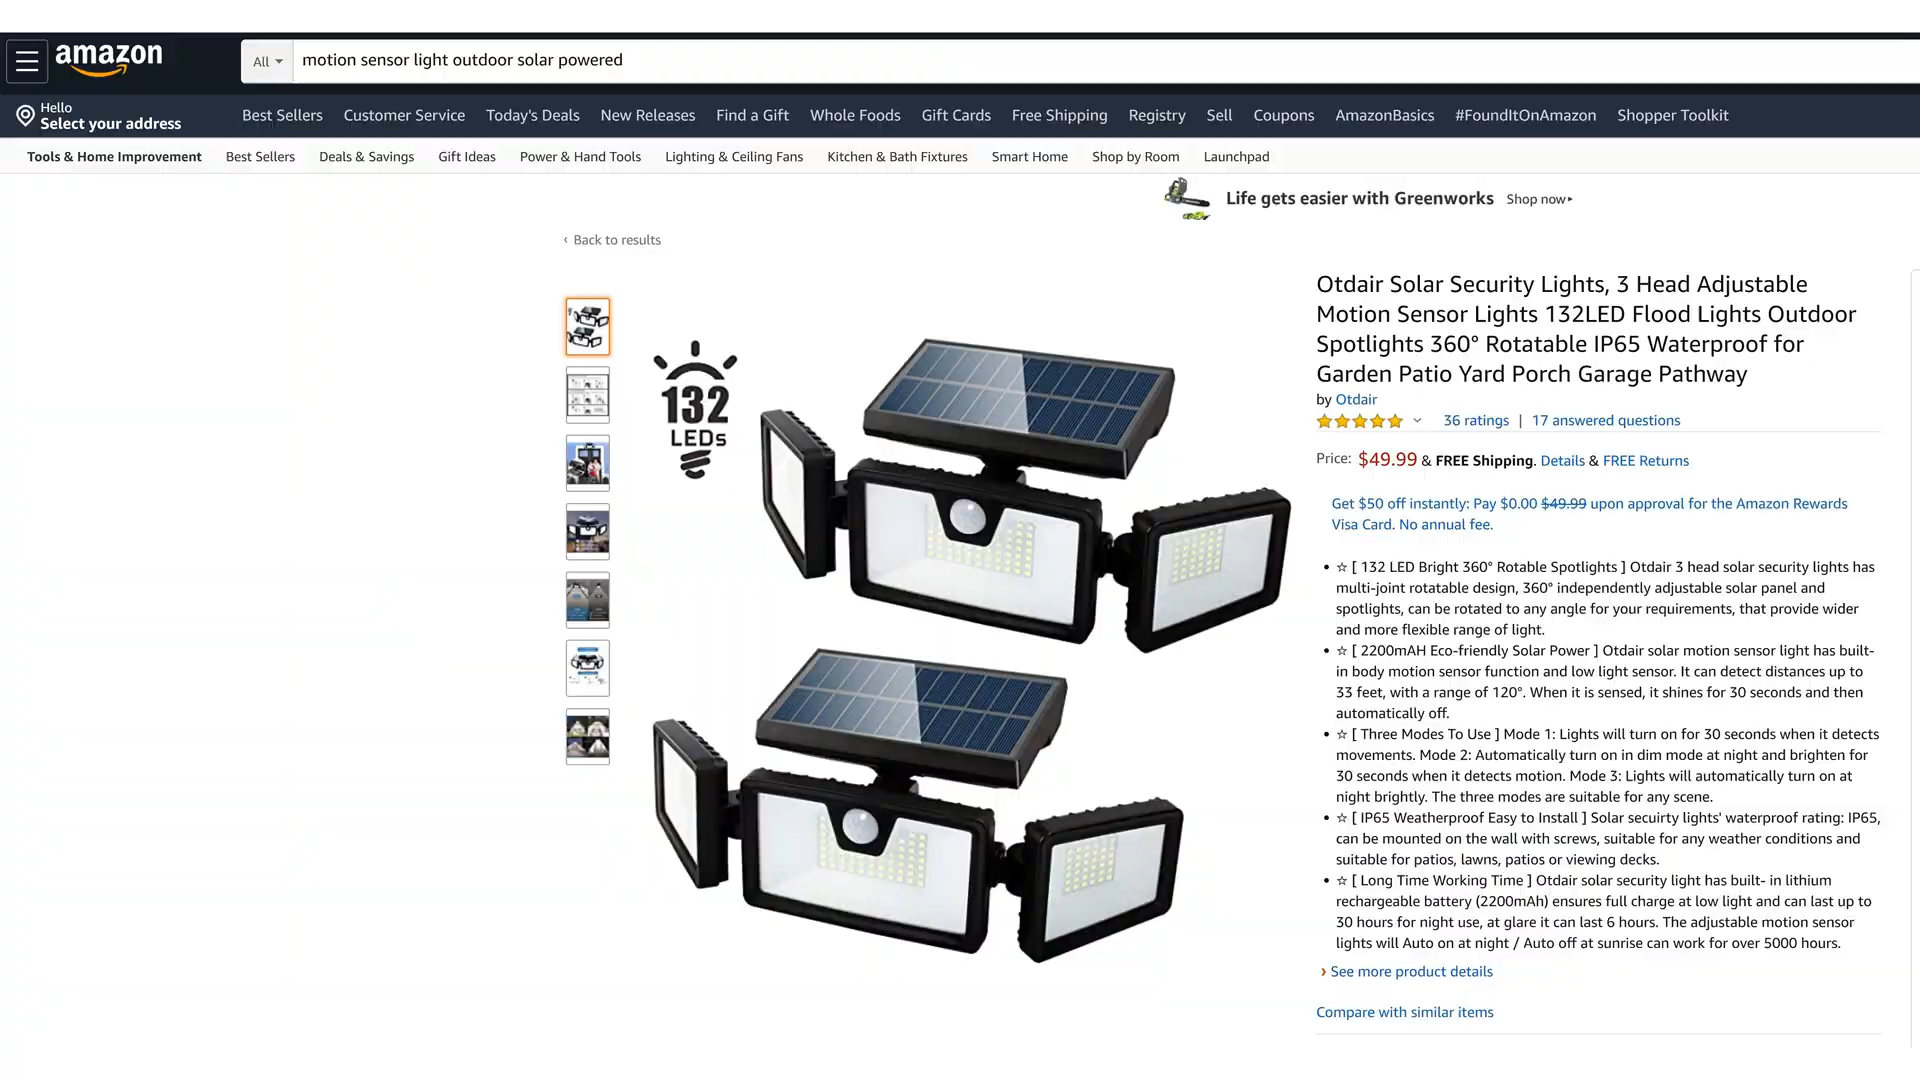 amazon
All
motion sensor light outdoor solar powered
Hello
Select your address
Best Sellers
Customer Service
Today's Deals
New Releases
Find a Gift
Whole Foods
Gift Cards
Free Shipping
Registry
Sell
Coupons
AmazonBasics
#FoundItOnAmazon
Shopper Toolkit
Tools & Home Improvement
Best Sellers
Deals & Savings
Gift Ideas
Power & Hand Tools
Lighting & Ceiling Fans
Kitchen & Bath Fixtures
Smart Home
Shop by Room
Launchpad
Life gets easier with Greenworks
Shop now▸
‹ Back to results
132
LEDs
Otdair Solar Security Lights, 3 Head Adjustable
Motion Sensor Lights 132LED Flood Lights Outdoor
Spotlights 360° Rotatable IP65 Waterproof for
Garden Patio Yard Porch Garage Pathway
by Otdair
36 ratings | 17 answered questions
Price: $49.99 & FREE Shipping. Details & FREE Returns
Get $50 off instantly: Pay $0.00 $49.99 upon approval for the Amazon Rewards
Visa Card. No annual fee.
• ☆ [ 132 LED Bright 360° Rotable Spotlights ] Otdair 3 head solar security lights has
multi-joint rotatable design, 360° independently adjustable solar panel and
spotlights, can be rotated to any angle for your requirements, that provide wider
and more flexible range of light.
• ☆ [ 2200mAH Eco-friendly Solar Power ] Otdair solar motion sensor light has built-
in body motion sensor function and low light sensor. It can detect distances up to
33 feet, with a range of 120°. When it is sensed, it shines for 30 seconds and then
automatically off.
• ☆ [ Three Modes To Use ] Mode 1: Lights will turn on for 30 seconds when it detects
movements. Mode 2: Automatically turn on in dim mode at night and brighten for
30 seconds when it detects motion. Mode 3: Lights will automatically turn on at
night brightly. The three modes are suitable for any scene.
• ☆ [ IP65 Weatherproof Easy to Install ] Solar secuirty lights' waterproof rating: IP65,
can be mounted on the wall with screws, suitable for any weather conditions and
suitable for patios, lawns, patios or viewing decks.
• ☆ [ Long Time Working Time ] Otdair solar security light has built- in lithium
rechargeable battery (2200mAh) ensures full charge at low light and can last up to
30 hours for night use, at glare it can last 6 hours. The adjustable motion sensor
lights will Auto on at night / Auto off at sunrise can work for over 5000 hours.
› See more product details
Compare with similar items